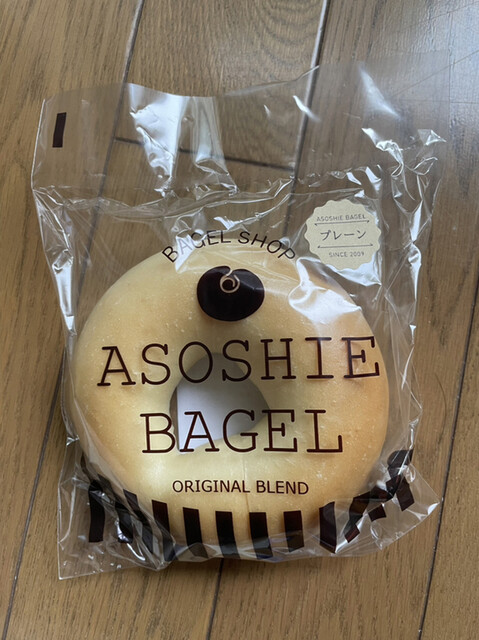 BAGEL SHOP
ASOSHIE BAGEL
プレーン
SINCE 2009
ASOSHIE
BAGEL
ORIGINAL BLEND